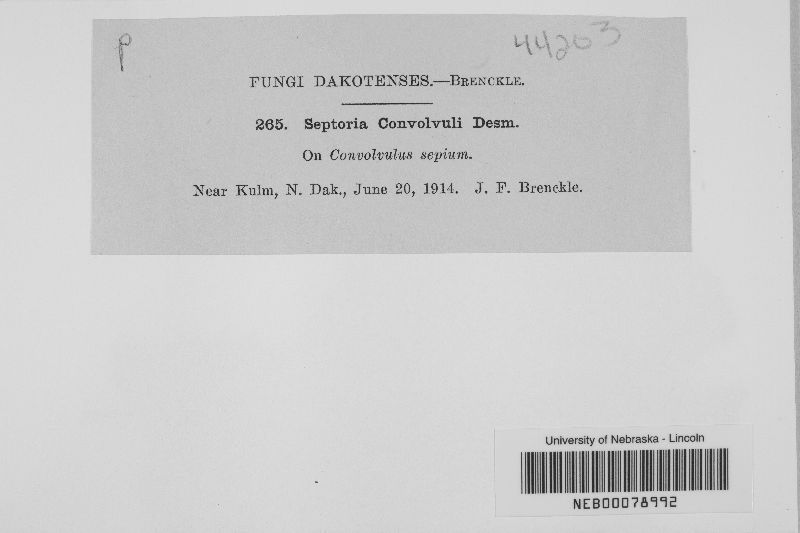 p
44203
FUNGI DAKOTENSES.—BRENCKLE.
265. Septoria Convolvuli Desm.
On Convolvulus sepium.
Near Kulm, N. Dak., June 20, 1914. J. F. Brenckle.
University of Nebraska - Lincoln
NEB00078992